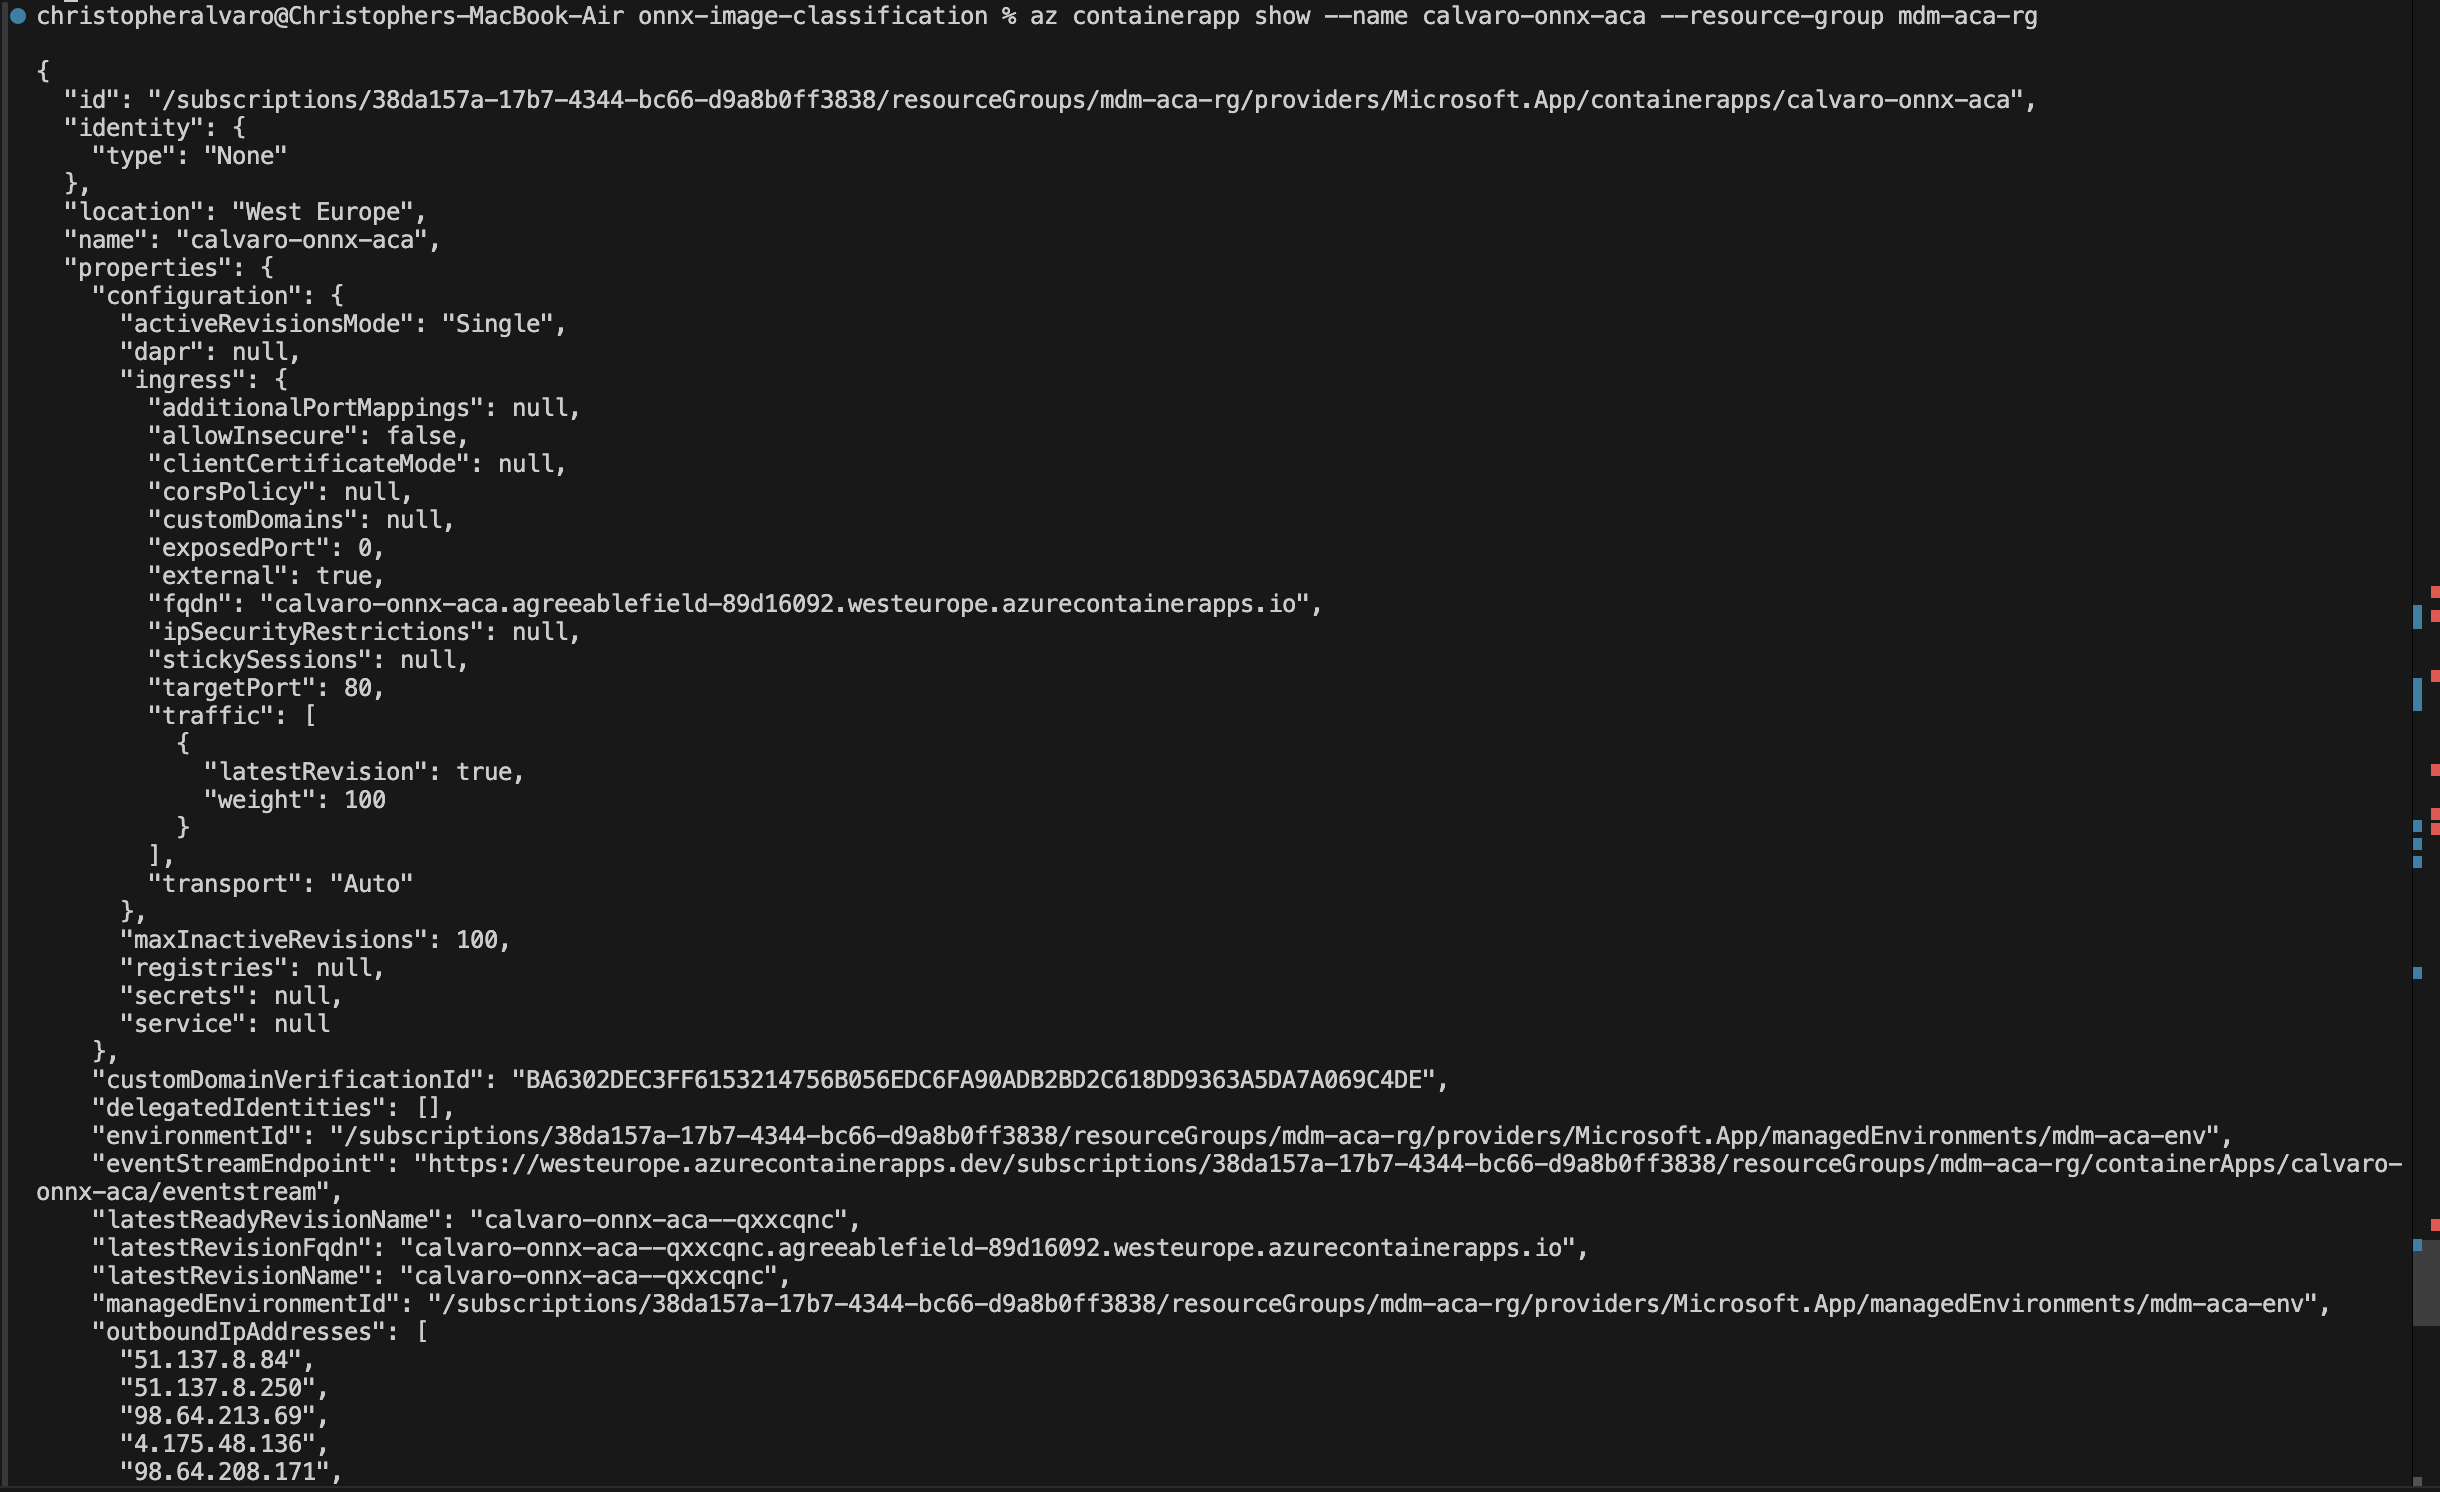 christopheralvaro@Christophers-MacBook-Air onnx-image-classification % az containerapp show --name calvaro-onnx-aca --resource-group mdm-aca-rg
{
  "id": "/subscriptions/38da157a-17b7-4344-bc66-d9a8b0ff3838/resourceGroups/mdm-aca-rg/providers/Microsoft.App/containerapps/calvaro-onnx-aca",
  "identity": {
    "type": "None"
  },
  "location": "West Europe",
  "name": "calvaro-onnx-aca",
  "properties": {
    "configuration": {
      "activeRevisionsMode": "Single",
      "dapr": null,
      "ingress": {
        "additionalPortMappings": null,
        "allowInsecure": false,
        "clientCertificateMode": null,
        "corsPolicy": null,
        "customDomains": null,
        "exposedPort": 0,
        "external": true,
        "fqdn": "calvaro-onnx-aca.agreeablefield-89d16092.westeurope.azurecontainerapps.io",
        "ipSecurityRestrictions": null,
        "stickySessions": null,
        "targetPort": 80,
        "traffic": [
          {
            "latestRevision": true,
            "weight": 100
          }
        ],
        "transport": "Auto"
      },
      "maxInactiveRevisions": 100,
      "registries": null,
      "secrets": null,
      "service": null
    },
    "customDomainVerificationId": "BA6302DEC3FF6153214756B056EDC6FA90ADB2BD2C618DD9363A5DA7A069C4DE",
    "delegatedIdentities": [],
    "environmentId": "/subscriptions/38da157a-17b7-4344-bc66-d9a8b0ff3838/resourceGroups/mdm-aca-rg/providers/Microsoft.App/managedEnvironments/mdm-aca-env",
    "eventStreamEndpoint": "https://westeurope.azurecontainerapps.dev/subscriptions/38da157a-17b7-4344-bc66-d9a8b0ff3838/resourceGroups/mdm-aca-rg/containerApps/calvaro-
onnx-aca/eventstream",
    "latestReadyRevisionName": "calvaro-onnx-aca--qxxcqnc",
    "latestRevisionFqdn": "calvaro-onnx-aca--qxxcqnc.agreeablefield-89d16092.westeurope.azurecontainerapps.io",
    "latestRevisionName": "calvaro-onnx-aca--qxxcqnc",
    "managedEnvironmentId": "/subscriptions/38da157a-17b7-4344-bc66-d9a8b0ff3838/resourceGroups/mdm-aca-rg/providers/Microsoft.App/managedEnvironments/mdm-aca-env",
    "outboundIpAddresses": [
      "51.137.8.84",
      "51.137.8.250",
      "98.64.213.69",
      "4.175.48.136",
      "98.64.208.171",